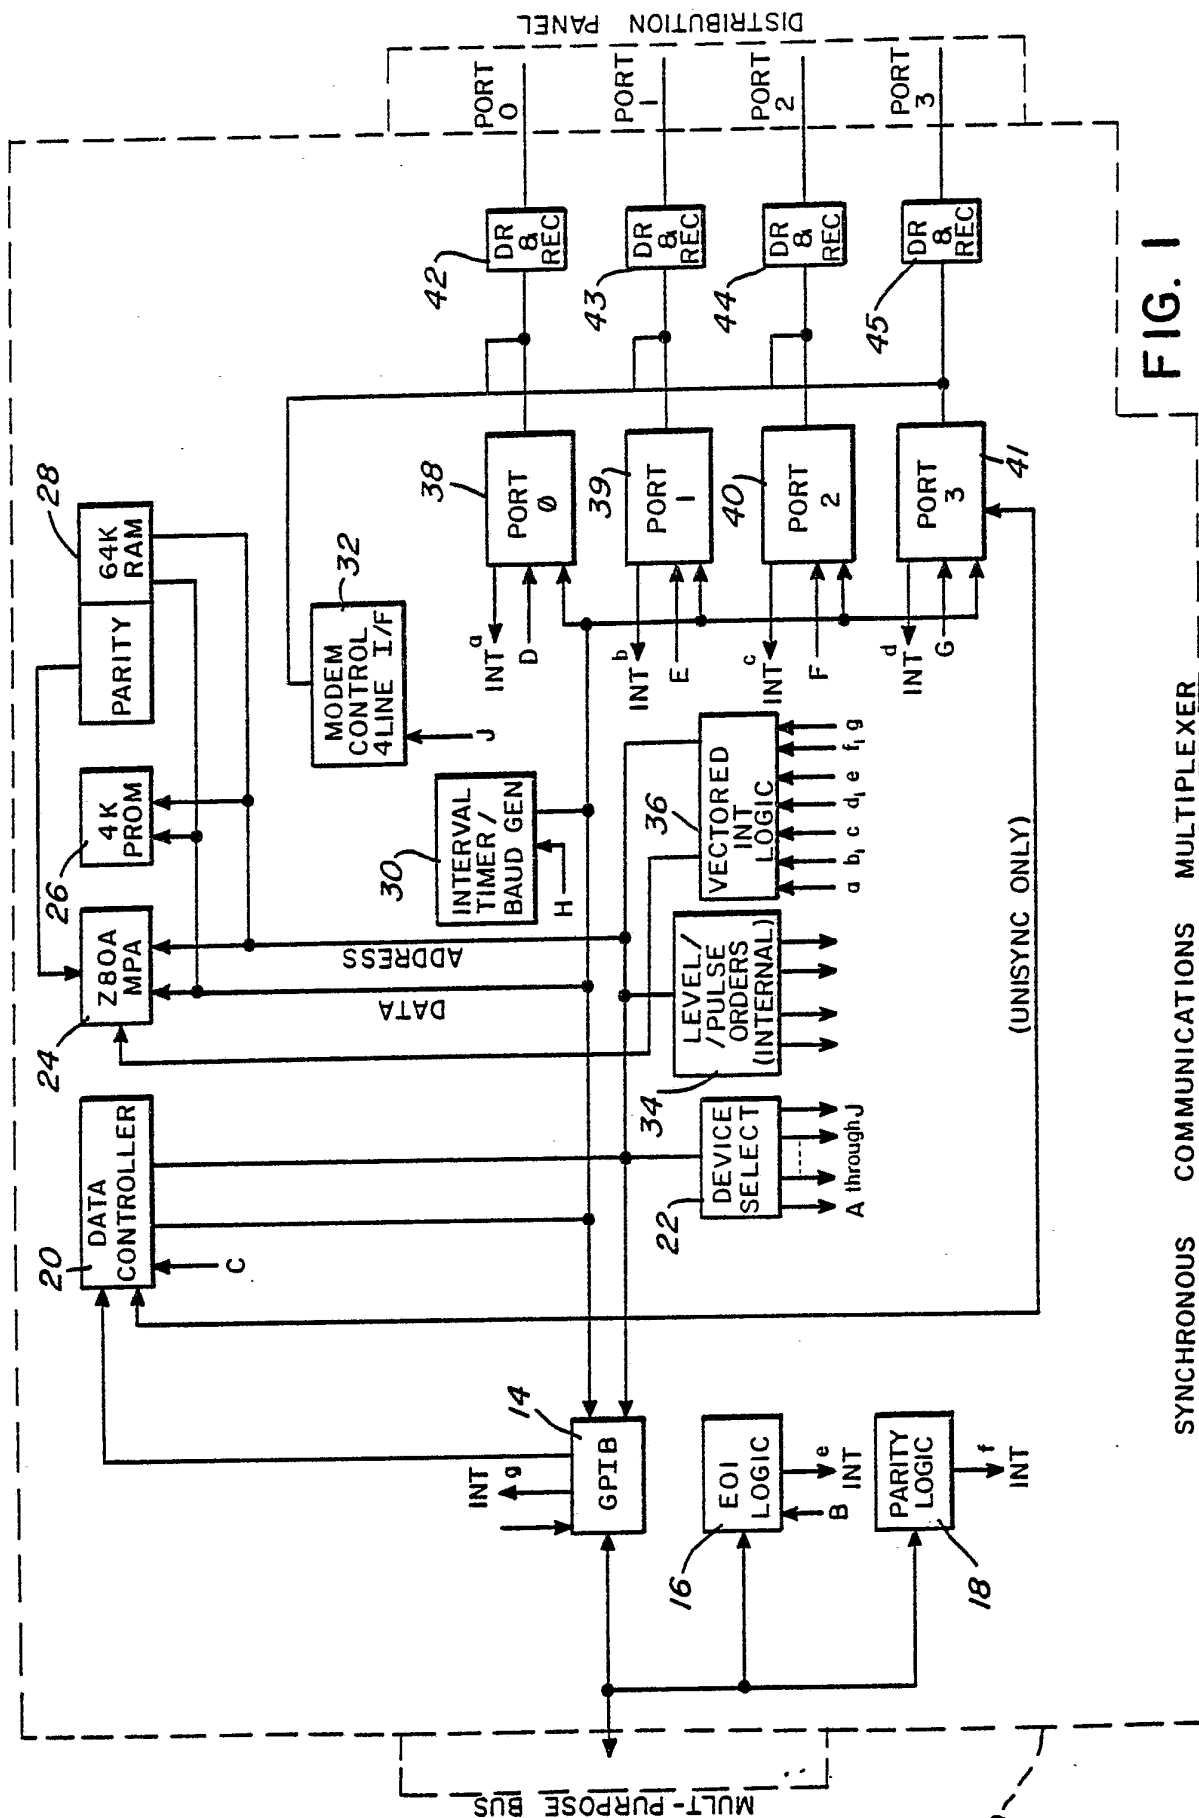 MULT-PURPOSE BUS
14
GPIB
INT g
16
EOI
LOGIC
B
e
INT
18
PARITY
LOGIC
f
INT
20
DATA
CONTROLLER
C
22
DEVICE
SELECT
A through J
24
Z80A
MPA
DATA
ADDRESS
26
4K
PROM
28
PARITY
64K
RAM
30
INTERVAL
TIMER/
BAUD GEN
H
32
MODEM
CONTROL
4LINE I/F
J
34
LEVEL/
/PULSE
ORDERS
(INTERNAL)
36
VECTORED
INT
LOGIC
a b, c d, e f, g
38
PORT
Ø
INT a
D
39
PORT
1
INT b
E
40
PORT
2
INT c
F
41
PORT
3
INT d
G
(UNISYNC ONLY)
42
DR
&
REC
43
DR
&
REC
44
DR
&
REC
45
DR
&
REC
PORT
0
PORT
1
PORT
2
PORT
3
DISTRIBUTION PANEL
FIG. 1
SYNCHRONOUS COMMUNICATIONS MULTIPLEXER